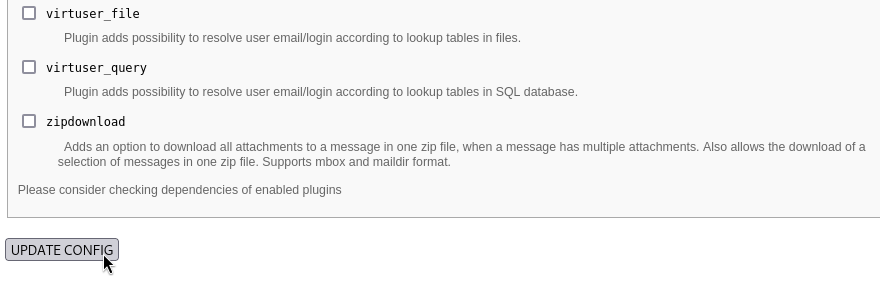 virtuser_file
Plugin adds possibility to resolve user email/login according to lookup tables in files.
virtuser_query
Plugin adds possibility to resolve user email/login according to lookup tables in SQL database.
zipdownload
Adds an option to download all attachments to a message in one zip file, when a message has multiple attachments. Also allows the download of a
selection of messages in one zip file. Supports mbox and maildir format.
Please consider checking dependencies of enabled plugins
UPDATE CONFIG